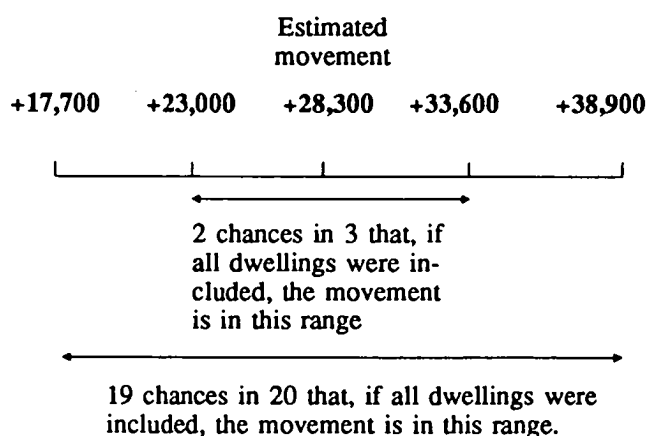 Estimated
movement
+17,700 +23,000 +28,300 +33,600 +38,900
2 chances in 3 that, if
all dwellings were in-
cluded, the movement
is in this range
19 chances in 20 that, if all dwellings were
included, the movement is in this range.